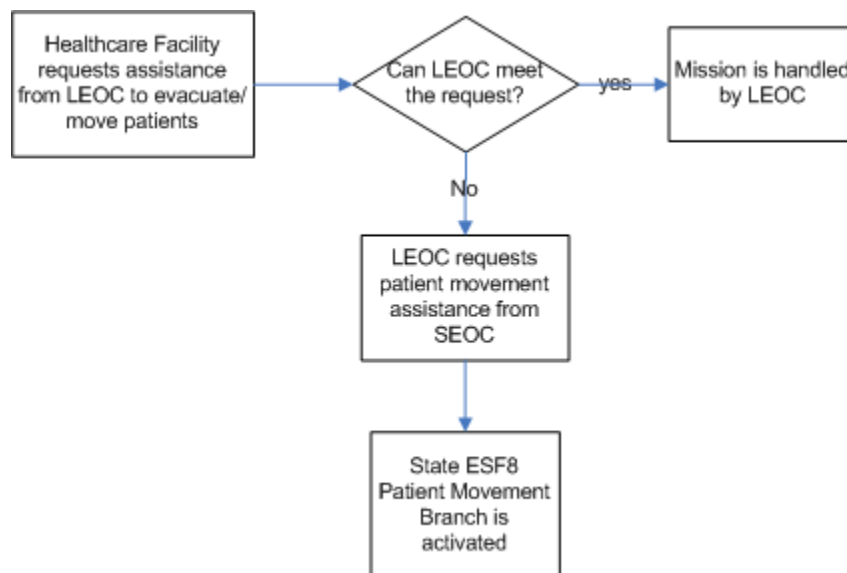 Healthcare Facility
requests assistance
from LEOC to evacuate/
move patients
Can LEOC meet
the request?
yes
Mission is handled
by LEOC
No
LEOC requests
patient movement
assistance from
SEOC
State ESF8
Patient Movement
Branch is
activated